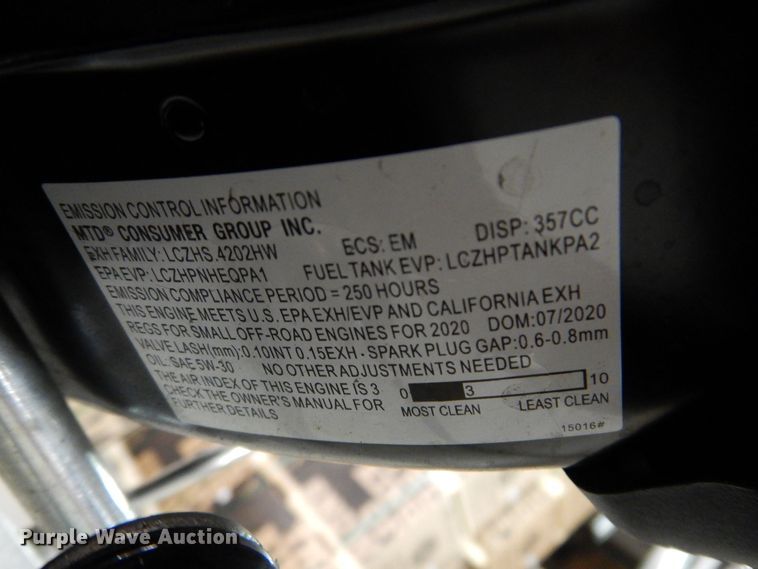 EMISSION CONTROL INFORMATION
MTD® CONSUMER GROUP INC.
EXH FAMILY: LCZHS.4202HW ECS: EM DISP: 357CC
EPA EVP: LCZHPNHEQPA1 FUEL TANK EVP: LCZHPTANKPA2
EMISSION COMPLIANCE PERIOD = 250 HOURS
THIS ENGINE MEETS U.S. EPA EXH/EVP AND CALIFORNIA EXH
REGS FOR SMALL OFF-ROAD ENGINES FOR 2020 DOM: 07/2020
VALVE LASH(mm): 0.10INT 0.15EXH - SPARK PLUG GAP: 0.6-0.8mm
OIL: SAE 5W-30 NO OTHER ADJUSTMENTS NEEDED
THE AIR INDEX OF THIS ENGINE IS 3
CHECK THE OWNER'S MANUAL FOR
FURTHER DETAILS
0 3 10
MOST CLEAN LEAST CLEAN
15016#
Purple Wave Auction